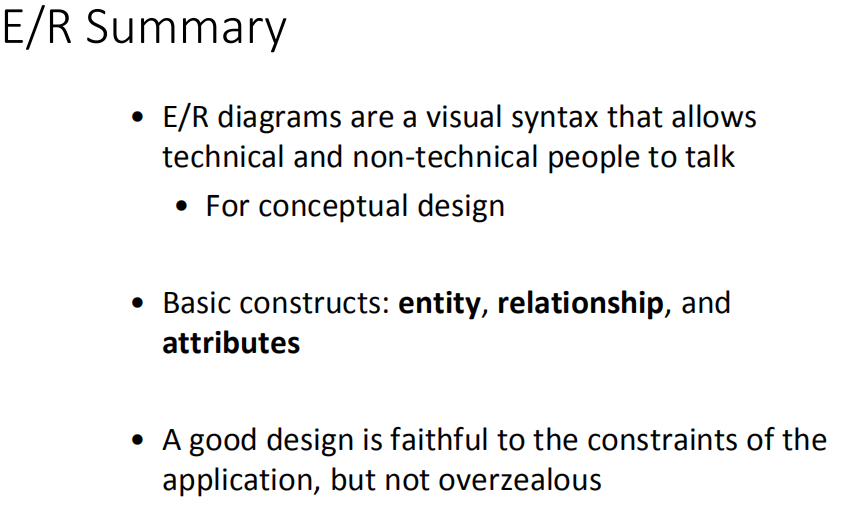 E/R Summary
• E/R diagrams are a visual syntax that allows
technical and non-technical people to talk
• For conceptual design
• Basic constructs: entity, relationship, and
attributes
• A good design is faithful to the constraints of the
application, but not overzealous